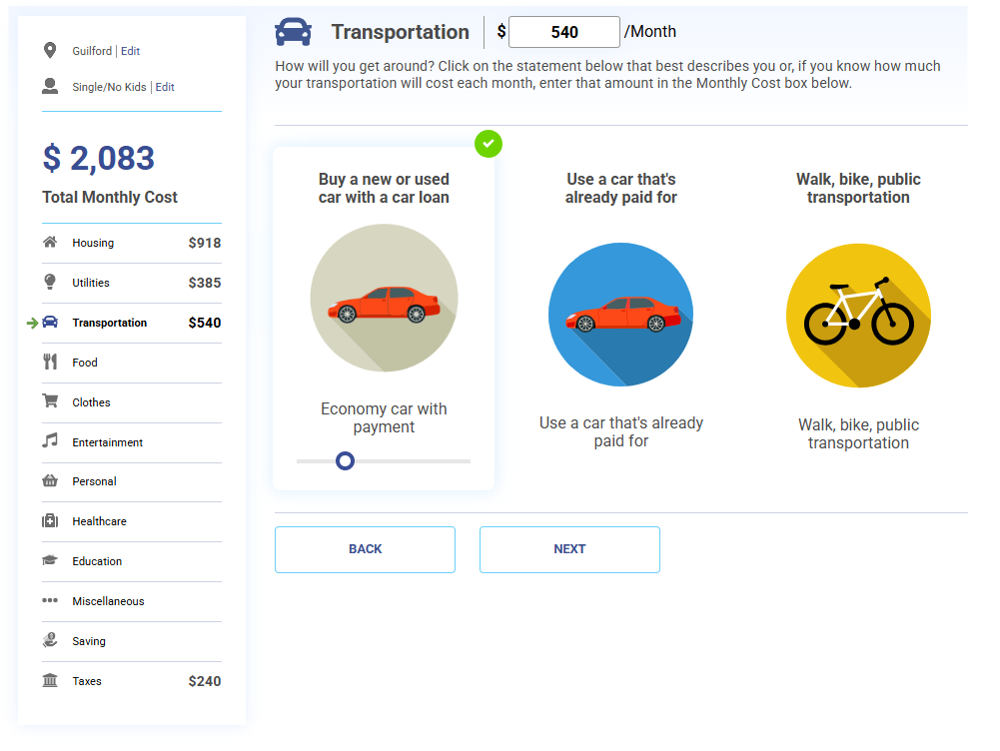 Guilford | Edit
Single/No Kids | Edit
$ 2,083
Total Monthly Cost
Housing $918
Utilities $385
Transportation $540
Food
Clothes
Entertainment
Personal
Healthcare
Education
Miscellaneous
Saving
Taxes $240
Transportation $ 540 /Month
How will you get around? Click on the statement below that best describes you or, if you know how much
your transportation will cost each month, enter that amount in the Monthly Cost box below.
Buy a new or used
car with a car loan
Economy car with
payment
Use a car that's
already paid for
Use a car that's already
paid for
Walk, bike, public
transportation
Walk, bike, public
transportation
BACK
NEXT